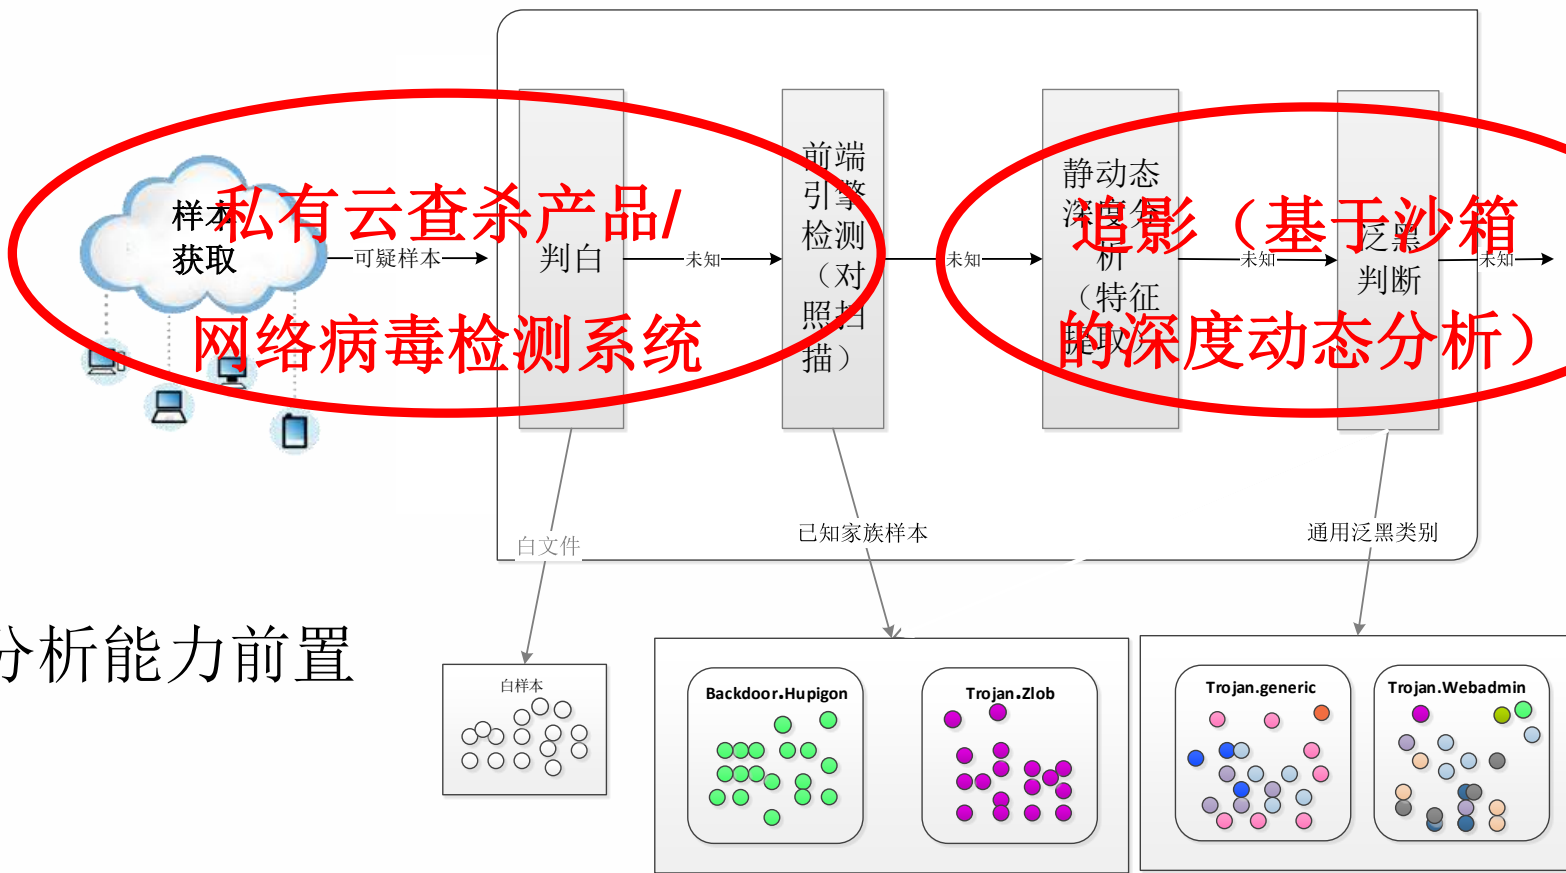 样本
获取
可疑样本
判白
未知
前端
引擎
检测
（对
照扫
描）
未知
静动态
深度分
析
（特征
提取）
未知
泛黑
判断
未知
私有云查杀产品/
网络病毒检测系统
追影（基于沙箱
的深度动态分析）
白文件
已知家族样本
通用泛黑类别
分析能力前置
白样本
Backdoor.Hupigon
Trojan.Zlob
Trojan.generic
Trojan.Webadmin